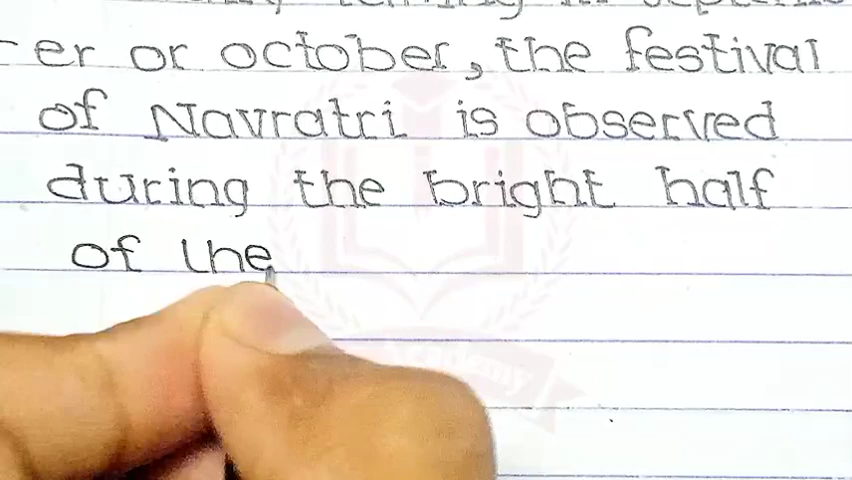 -er or october, the festival
of Navratri is observed
during the bright half
of the